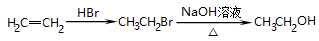 H₂C=CH₂ —HBr→ CH₃CH₂Br —NaOH溶液/△→ CH₃CH₂OH